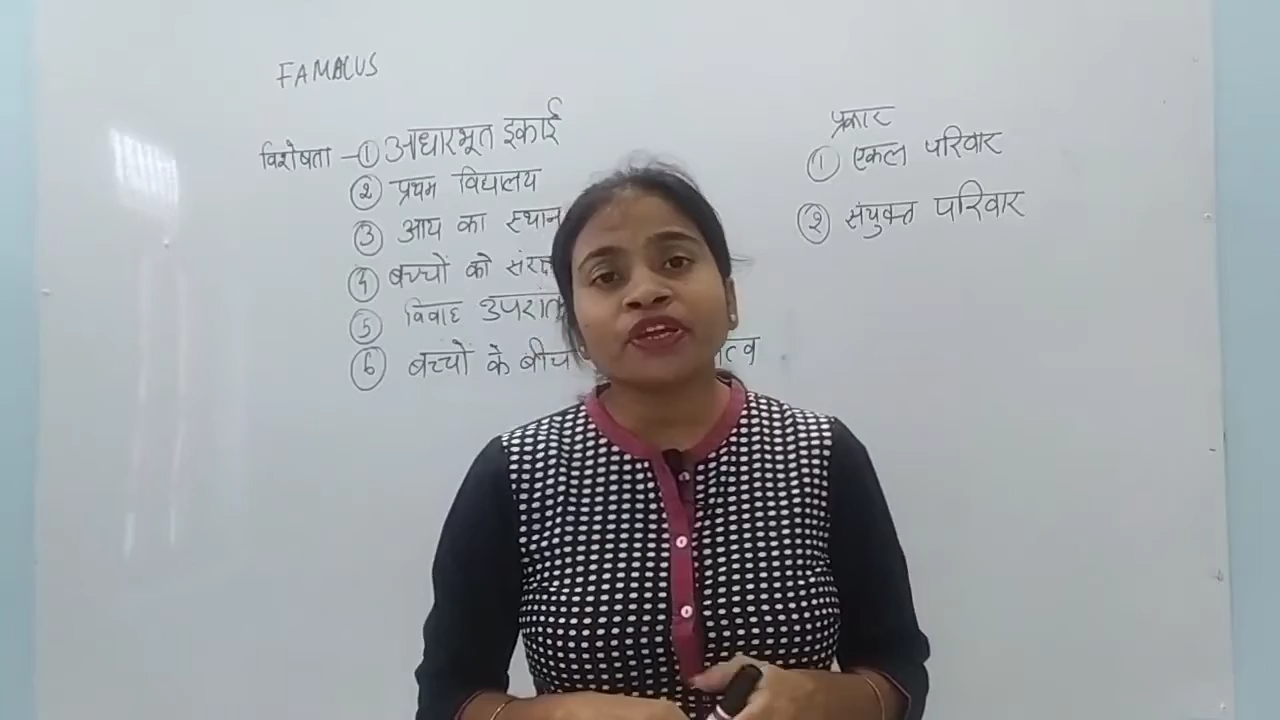 FAMALUS
विशेषता - ① आधारभूत इकाई
② प्रथम विद्यालय
③ आय का स्थान
④ बच्चों को
⑤ विवाह
⑥ बच्चों के बीच
प्रकार
① एकल परिवार
② संयुक्त परिवार